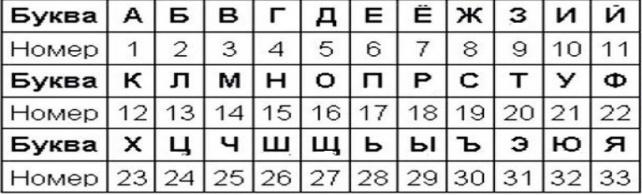 Буква А Б В Г Д Е Ё Ж З И Й
Номер 1 2 3 4 5 6 7 8 9 10 11
Буква К Л М Н О П Р С Т У Ф
Номер 12 13 14 15 16 17 18 19 20 21 22
Буква Х Ц Ч Ш Щ Ь Ы Ъ Э Ю Я
Номер 23 24 25 26 27 28 29 30 31 32 33